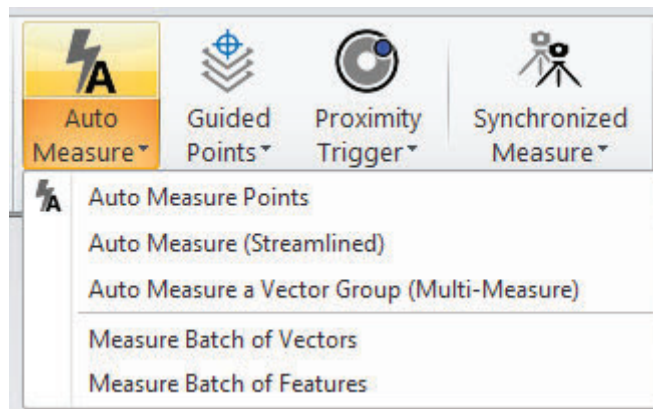 Auto Measure
Guided Points
Proximity Trigger
Synchronized Measure
Auto Measure Points
Auto Measure (Streamlined)
Auto Measure a Vector Group (Multi-Measure)
Measure Batch of Vectors
Measure Batch of Features